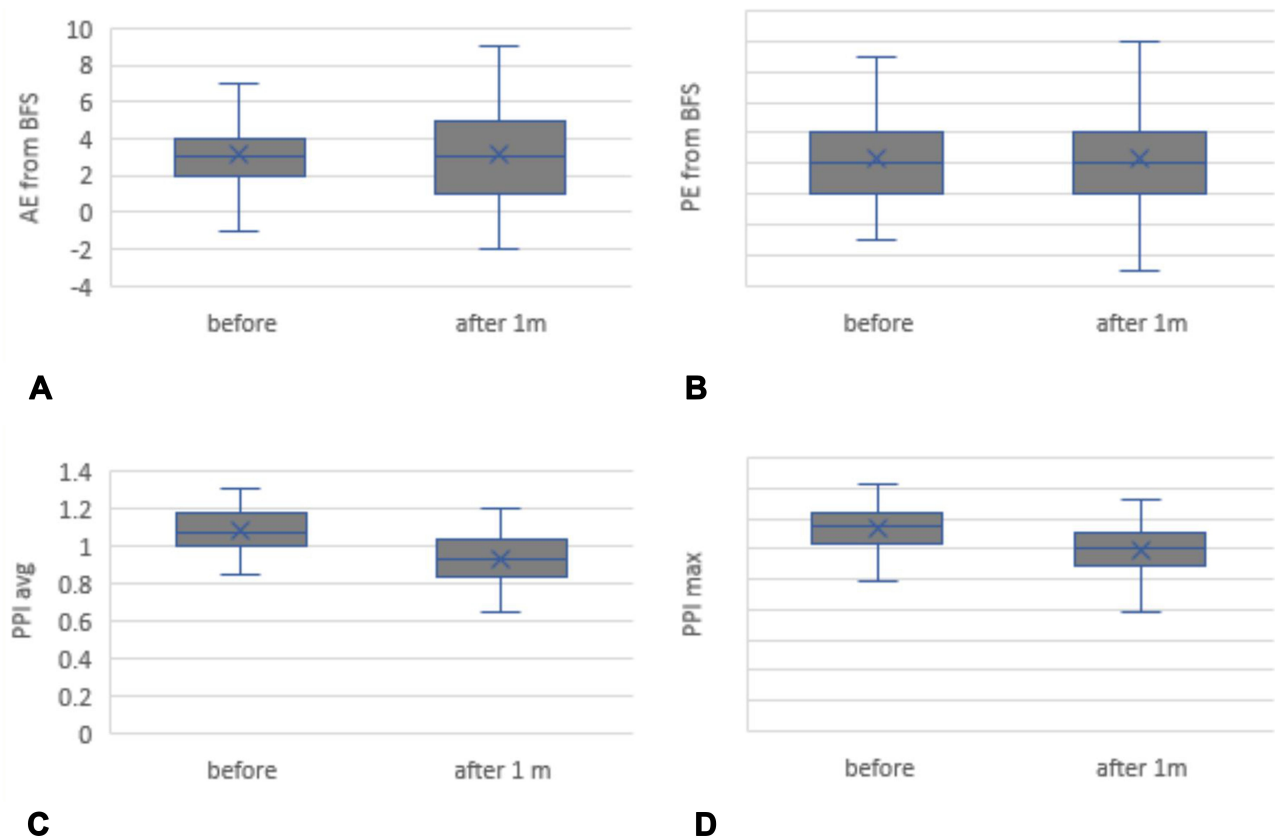 10
8
6
4
2
0
-2
-4
AE from BFS
before
after 1m
A
PE from BFS
before
after 1m
B
1.4
1.2
1
0.8
0.6
0.4
0.2
0
PPI avg
before
after 1 m
C
PPI max
before
after 1m
D